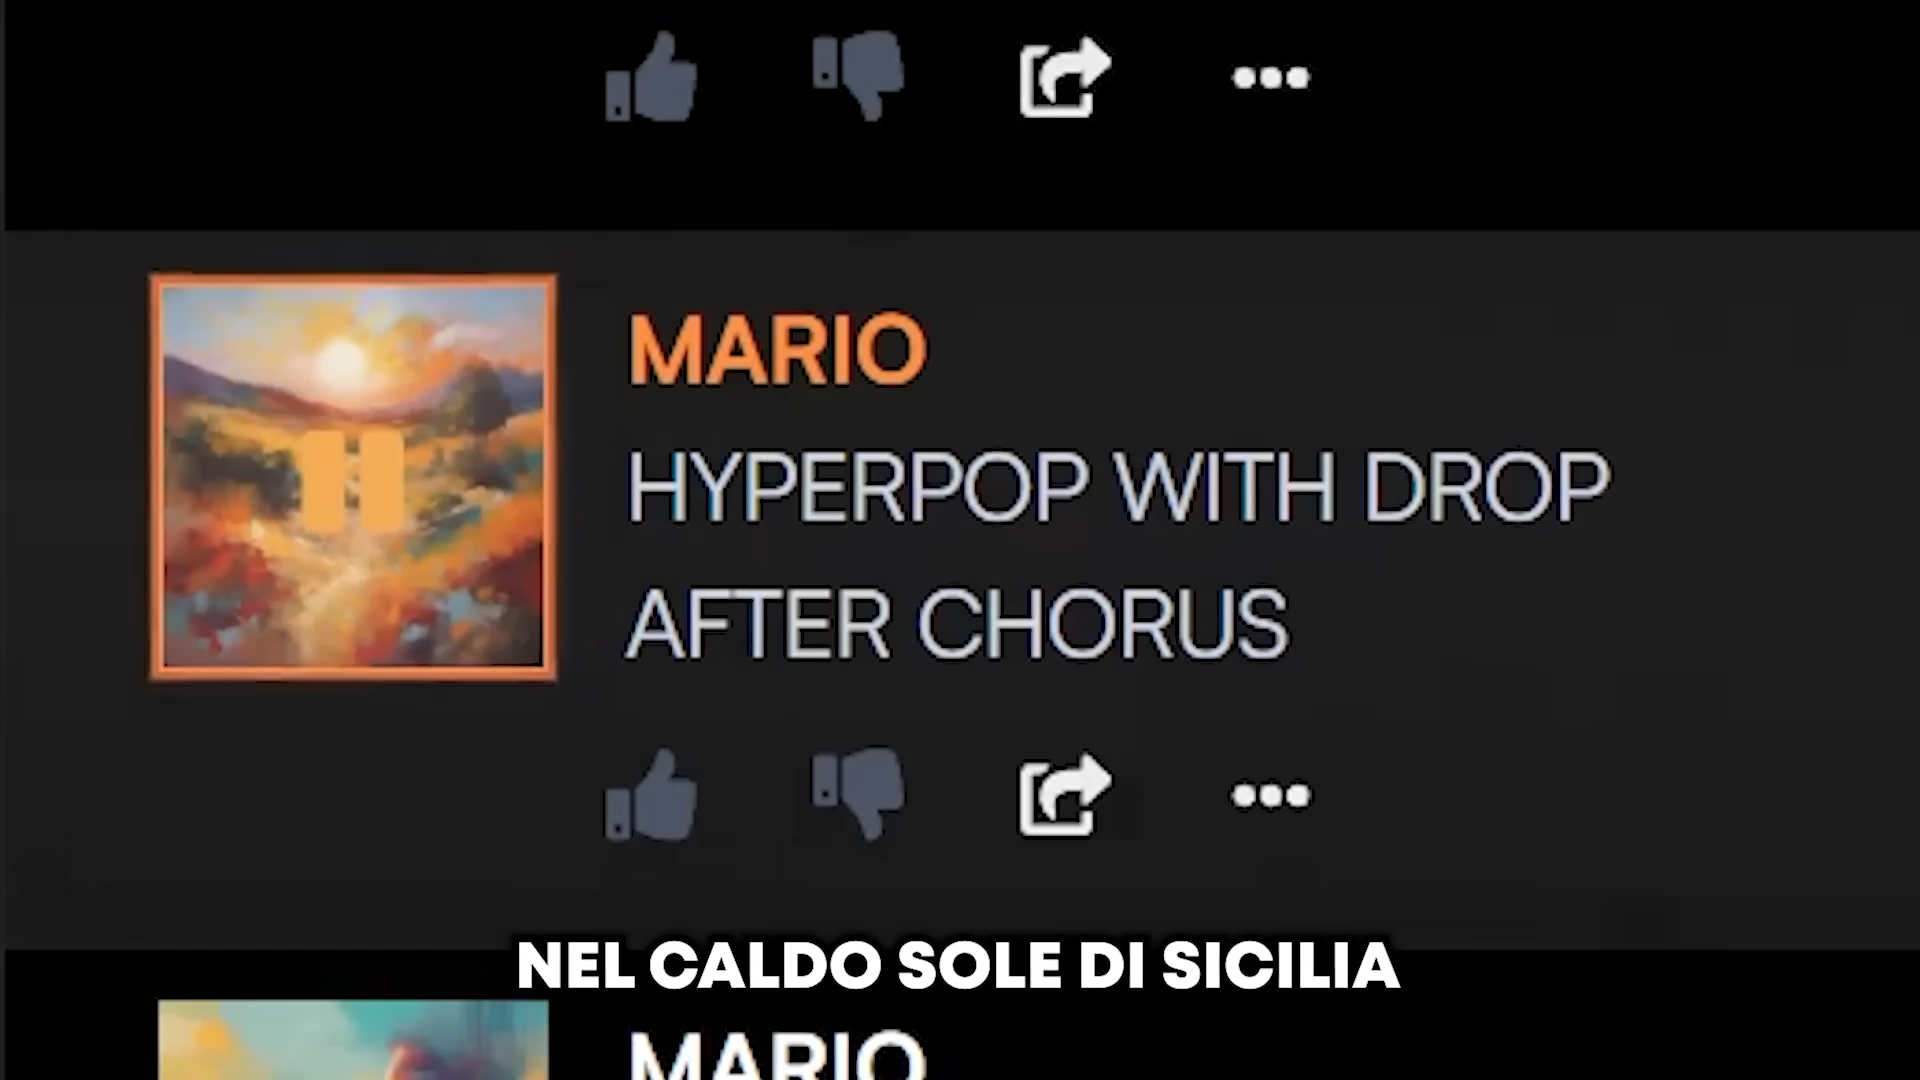 MARIO
HYPERPOP WITH DROP
AFTER CHORUS
NEL CALDO SOLE DI SICILIA
MARIO